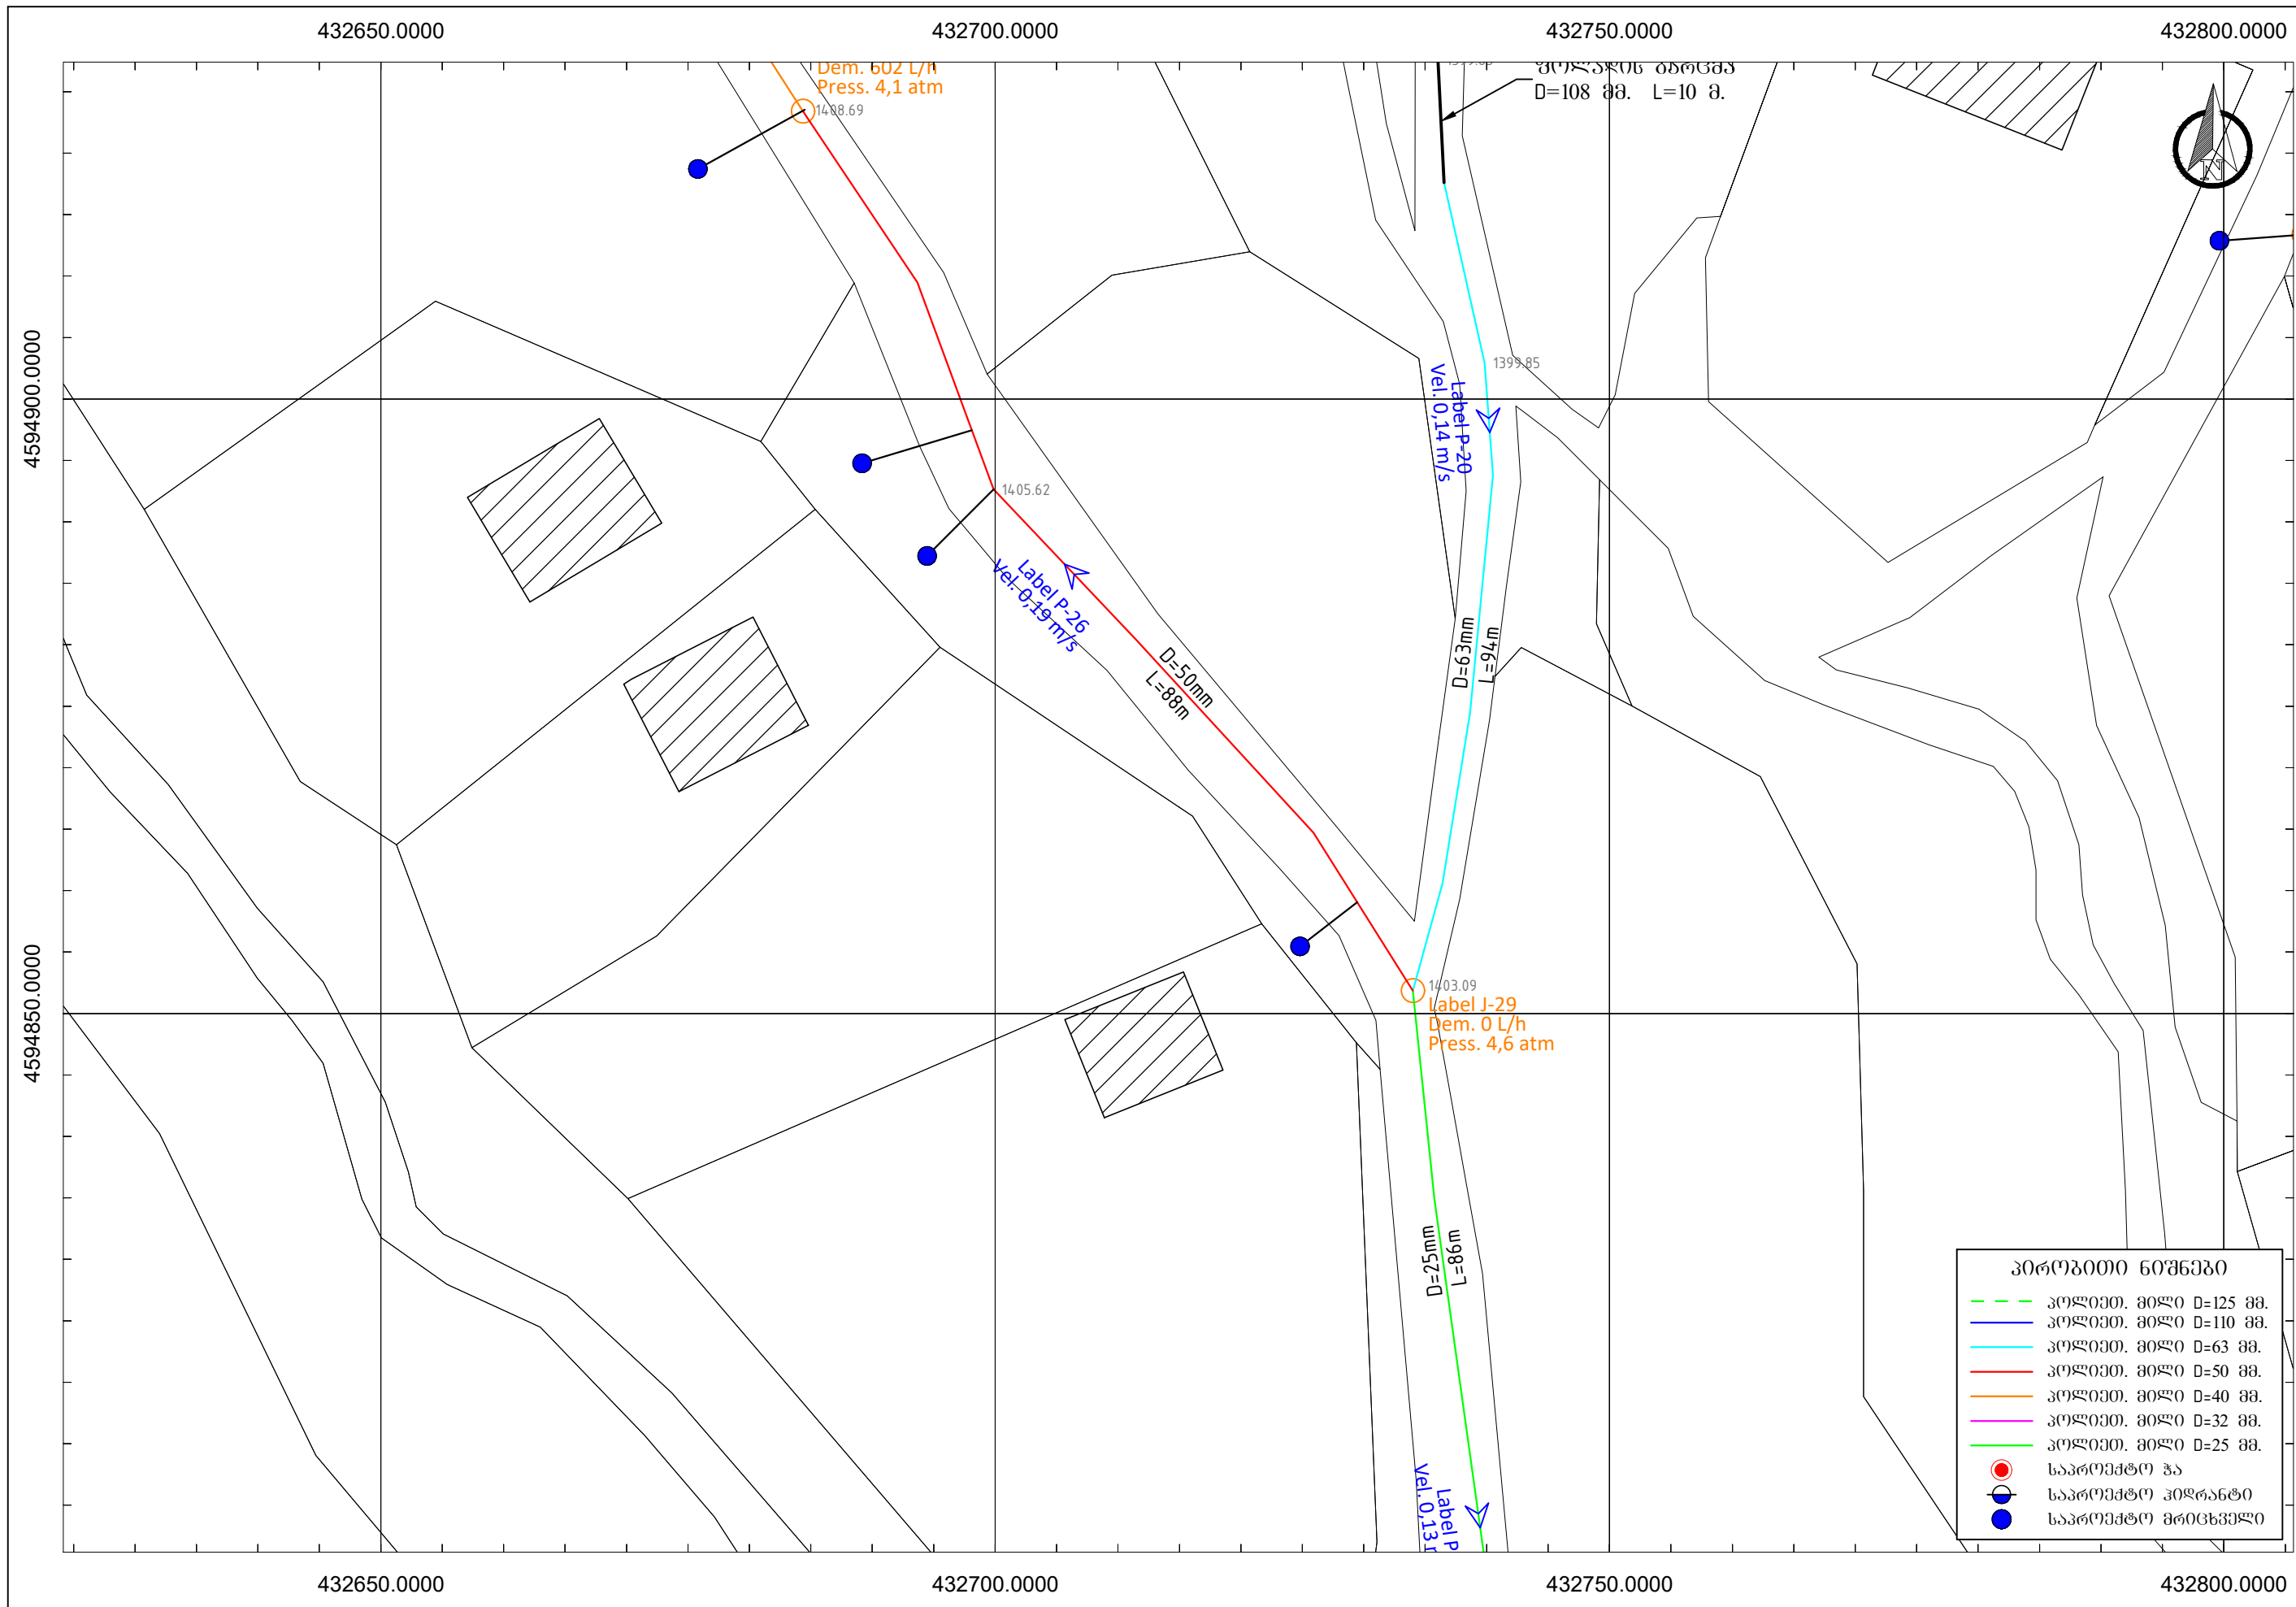 432650.0000
432700.0000
432750.0000
432800.0000
Dem. 602 L/h
Press. 4,1 atm
1408.69
D=108 მმ. L=10 მ.
N
4594900.0000
1399.85
Label P-20
Vel. 0,14 m/s
1405.62
Label P-26
Vel. 0,19 m/s
D=50mm
L=88m
D=63mm
L=94m
4594850.0000
1403.09
Label J-29
Dem. 0 L/h
Press. 4,6 atm
D=25mm
L=86m
Label P
Vel. 0,13
პირობითი ნიშნები
პოლიეთ. მილი D=125 მმ.
პოლიეთ. მილი D=110 მმ.
პოლიეთ. მილი D=63 მმ.
პოლიეთ. მილი D=50 მმ.
პოლიეთ. მილი D=40 მმ.
პოლიეთ. მილი D=32 მმ.
პოლიეთ. მილი D=25 მმ.
საპროექტო ჭა
საპროექტო ჰიდრანტი
საპროექტო მრიცხველი
432650.0000
432700.0000
432750.0000
432800.0000